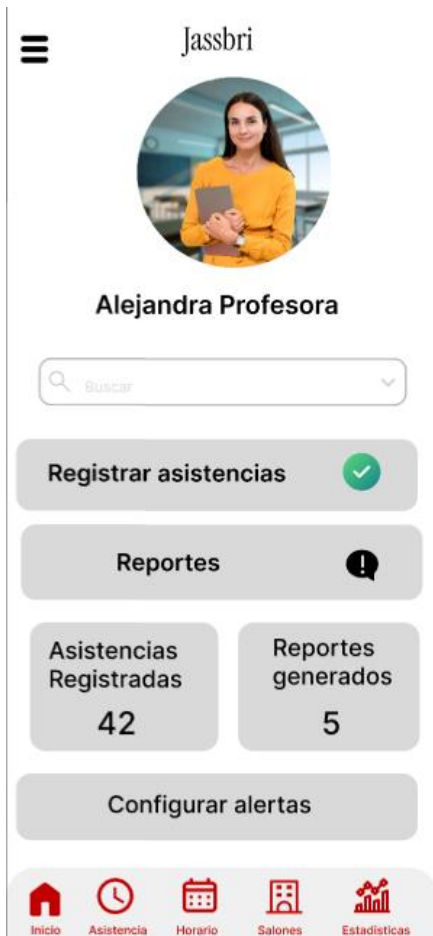 Jassbri
Alejandra Profesora
Buscar
Registrar asistencias
Reportes
Asistencias
Registradas
42
Reportes
generados
5
Configurar alertas
Inicio
Asistencia
Horario
Salones
Estadísticas